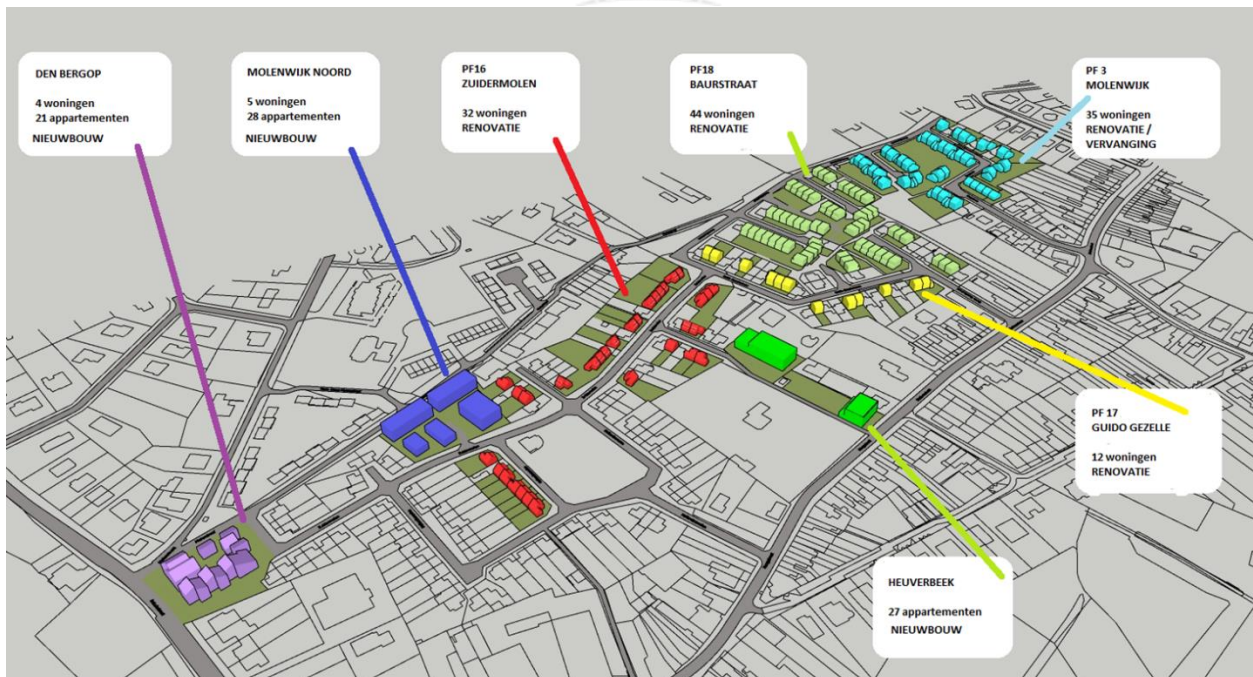 DEN BERGOP
4 woningen
21 appartementen
NIEUWBOUW
MOLENWIJK NOORD
5 woningen
28 appartementen
NIEUWBOUW
PF16
ZUIDERMOLEN
32 woningen
RENOVATIE
PF18
BAURSTRAAT
44 woningen
RENOVATIE
PF 3
MOLENWIJK
35 woningen
RENOVATIE /
VERVANGING
PF 17
GUIDO GEZELLE
12 woningen
RENOVATIE
HEUVERBEEK
27 appartementen
NIEUWBOUW